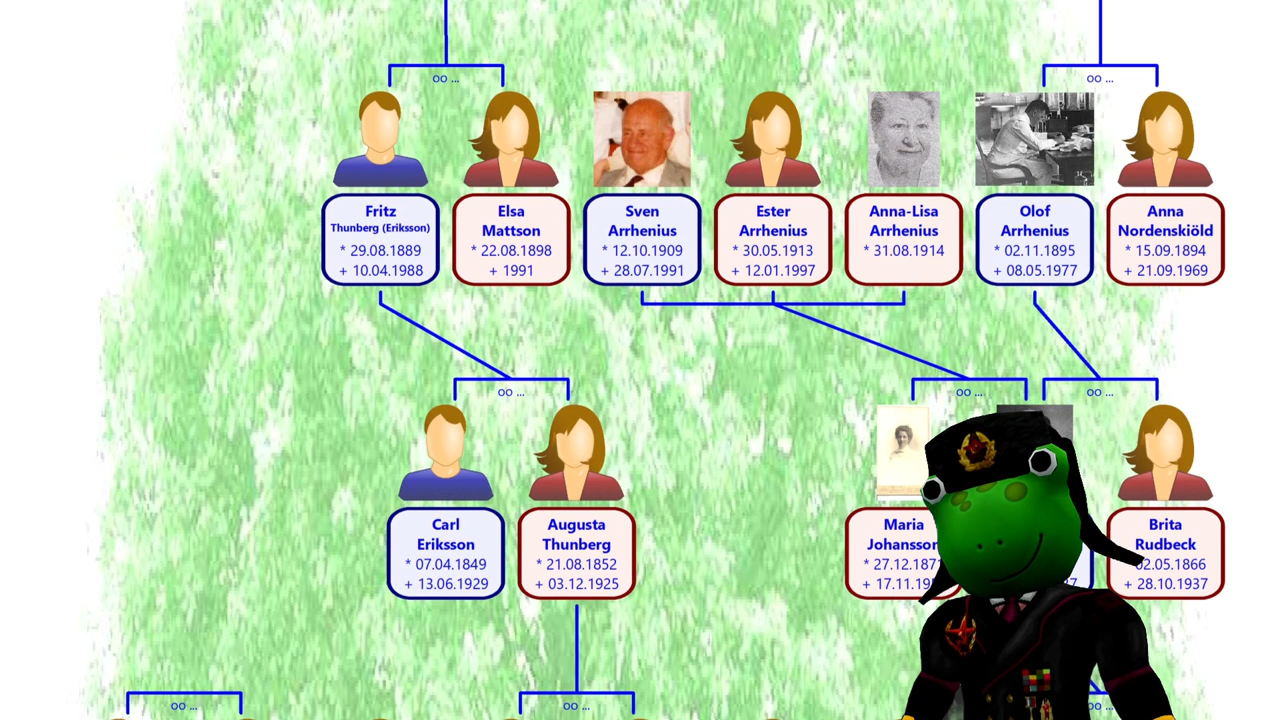 oo ...
oo ...
Fritz
Thunberg (Eriksson)
* 29.08.1889
+ 10.04.1988
Elsa
Mattson
* 22.08.1898
+ 1991
Sven
Arrhenius
* 12.10.1909
+ 28.07.1991
Ester
Arrhenius
* 30.05.1913
+ 12.01.1997
Anna-Lisa
Arrhenius
* 31.08.1914
Olof
Arrhenius
* 02.11.1895
+ 08.05.1977
Anna
Nordenskiöld
* 15.09.1894
+ 21.09.1969
oo ...
oo ...
oo ...
Carl
Eriksson
* 07.04.1849
+ 13.06.1929
Augusta
Thunberg
* 21.08.1852
+ 03.12.1925
Maria
Johansson
* 27.12.187
+ 17.11.19
Brita
Rudbeck
02.05.1866
+ 28.10.1937
oo ...
oo ...
oo ...